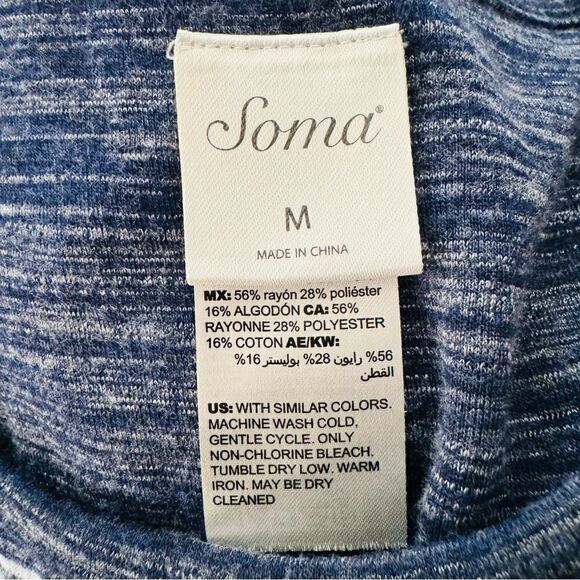 Soma®
M
MADE IN CHINA
MX: 56% rayón 28% poliéster
16% ALGODÓN CA: 56%
RAYONNE 28% POLYESTER
16% COTON AE/KW:
56% رايون 28% بوليستر 16%
القطن
US: WITH SIMILAR COLORS.
MACHINE WASH COLD,
GENTLE CYCLE. ONLY
NON-CHLORINE BLEACH.
TUMBLE DRY LOW. WARM
IRON. MAY BE DRY
CLEANED